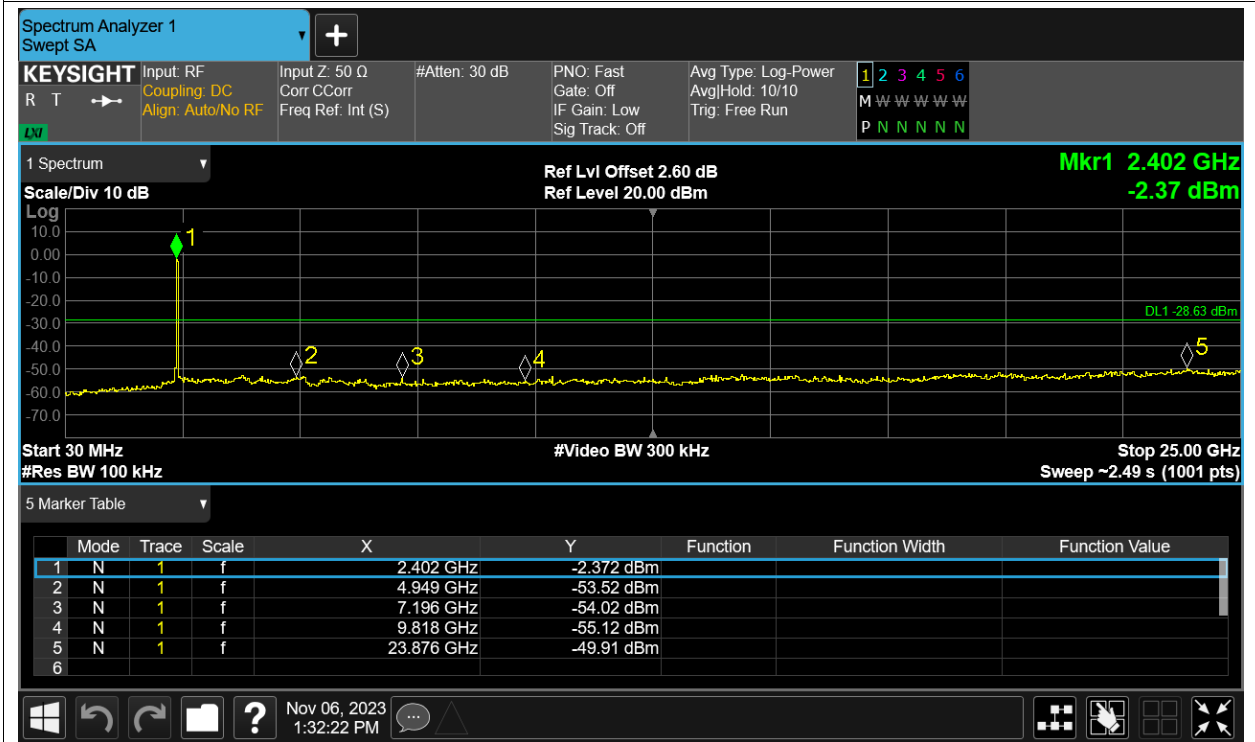 Spectrum Analyzer 1
Swept SA
+
KEYSIGHT Input: RF Input Z: 50 Ω #Atten: 30 dB PNO: Fast Avg Type: Log-Power 1 2 3 4 5 6
R T Coupling: DC Corr CCorr Gate: Off Avg|Hold: 10/10 M W W W W W
Align: Auto/No RF Freq Ref: Int (S) IF Gain: Low Trig: Free Run
LXI Sig Track: Off P N N N N N
1 Spectrum Ref Lvl Offset 2.60 dB Mkr1 2.402 GHz
Scale/Div 10 dB Ref Level 20.00 dBm -2.37 dBm
Log
10.0 1
0.00
-10.0
-20.0
DL1 -28.63 dBm
-30.0
-40.0 2 3 4 5
-50.0
-60.0
-70.0
Start 30 MHz #Video BW 300 kHz Stop 25.00 GHz
#Res BW 100 kHz Sweep ~2.49 s (1001 pts)
5 Marker Table
Mode Trace Scale X Y Function Function Width Function Value
1 N 1 f 2.402 GHz -2.372 dBm
2 N 1 f 4.949 GHz -53.52 dBm
3 N 1 f 7.196 GHz -54.02 dBm
4 N 1 f 9.818 GHz -55.12 dBm
5 N 1 f 23.876 GHz -49.91 dBm
6
? Nov 06, 2023
1:32:22 PM